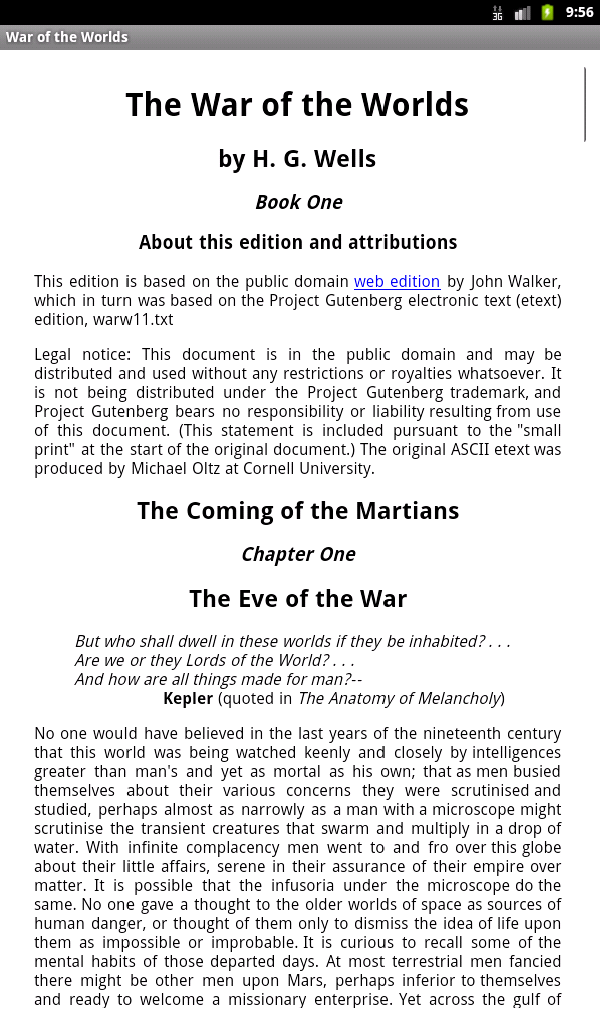 3G 9:56
War of the Worlds
The War of the Worlds
by H. G. Wells
Book One
About this edition and attributions
This edition is based on the public domain web edition by John Walker,
which in turn was based on the Project Gutenberg electronic text (etext)
edition, warw11.txt
Legal notice: This document is in the public domain and may be
distributed and used without any restrictions or royalties whatsoever. It
is not being distributed under the Project Gutenberg trademark, and
Project Gutenberg bears no responsibility or liability resulting from use
of this document. (This statement is included pursuant to the "small
print" at the start of the original document.) The original ASCII etext was
produced by Michael Oltz at Cornell University.
The Coming of the Martians
Chapter One
The Eve of the War
But who shall dwell in these worlds if they be inhabited? . . .
Are we or they Lords of the World? . . .
And how are all things made for man?--
Kepler (quoted in The Anatomy of Melancholy)
No one would have believed in the last years of the nineteenth century
that this world was being watched keenly and closely by intelligences
greater than man's and yet as mortal as his own; that as men busied
themselves about their various concerns they were scrutinised and
studied, perhaps almost as narrowly as a man with a microscope might
scrutinise the transient creatures that swarm and multiply in a drop of
water. With infinite complacency men went to and fro over this globe
about their little affairs, serene in their assurance of their empire over
matter. It is possible that the infusoria under the microscope do the
same. No one gave a thought to the older worlds of space as sources of
human danger, or thought of them only to dismiss the idea of life upon
them as impossible or improbable. It is curious to recall some of the
mental habits of those departed days. At most terrestrial men fancied
there might be other men upon Mars, perhaps inferior to themselves
and ready to welcome a missionary enterprise. Yet across the gulf of